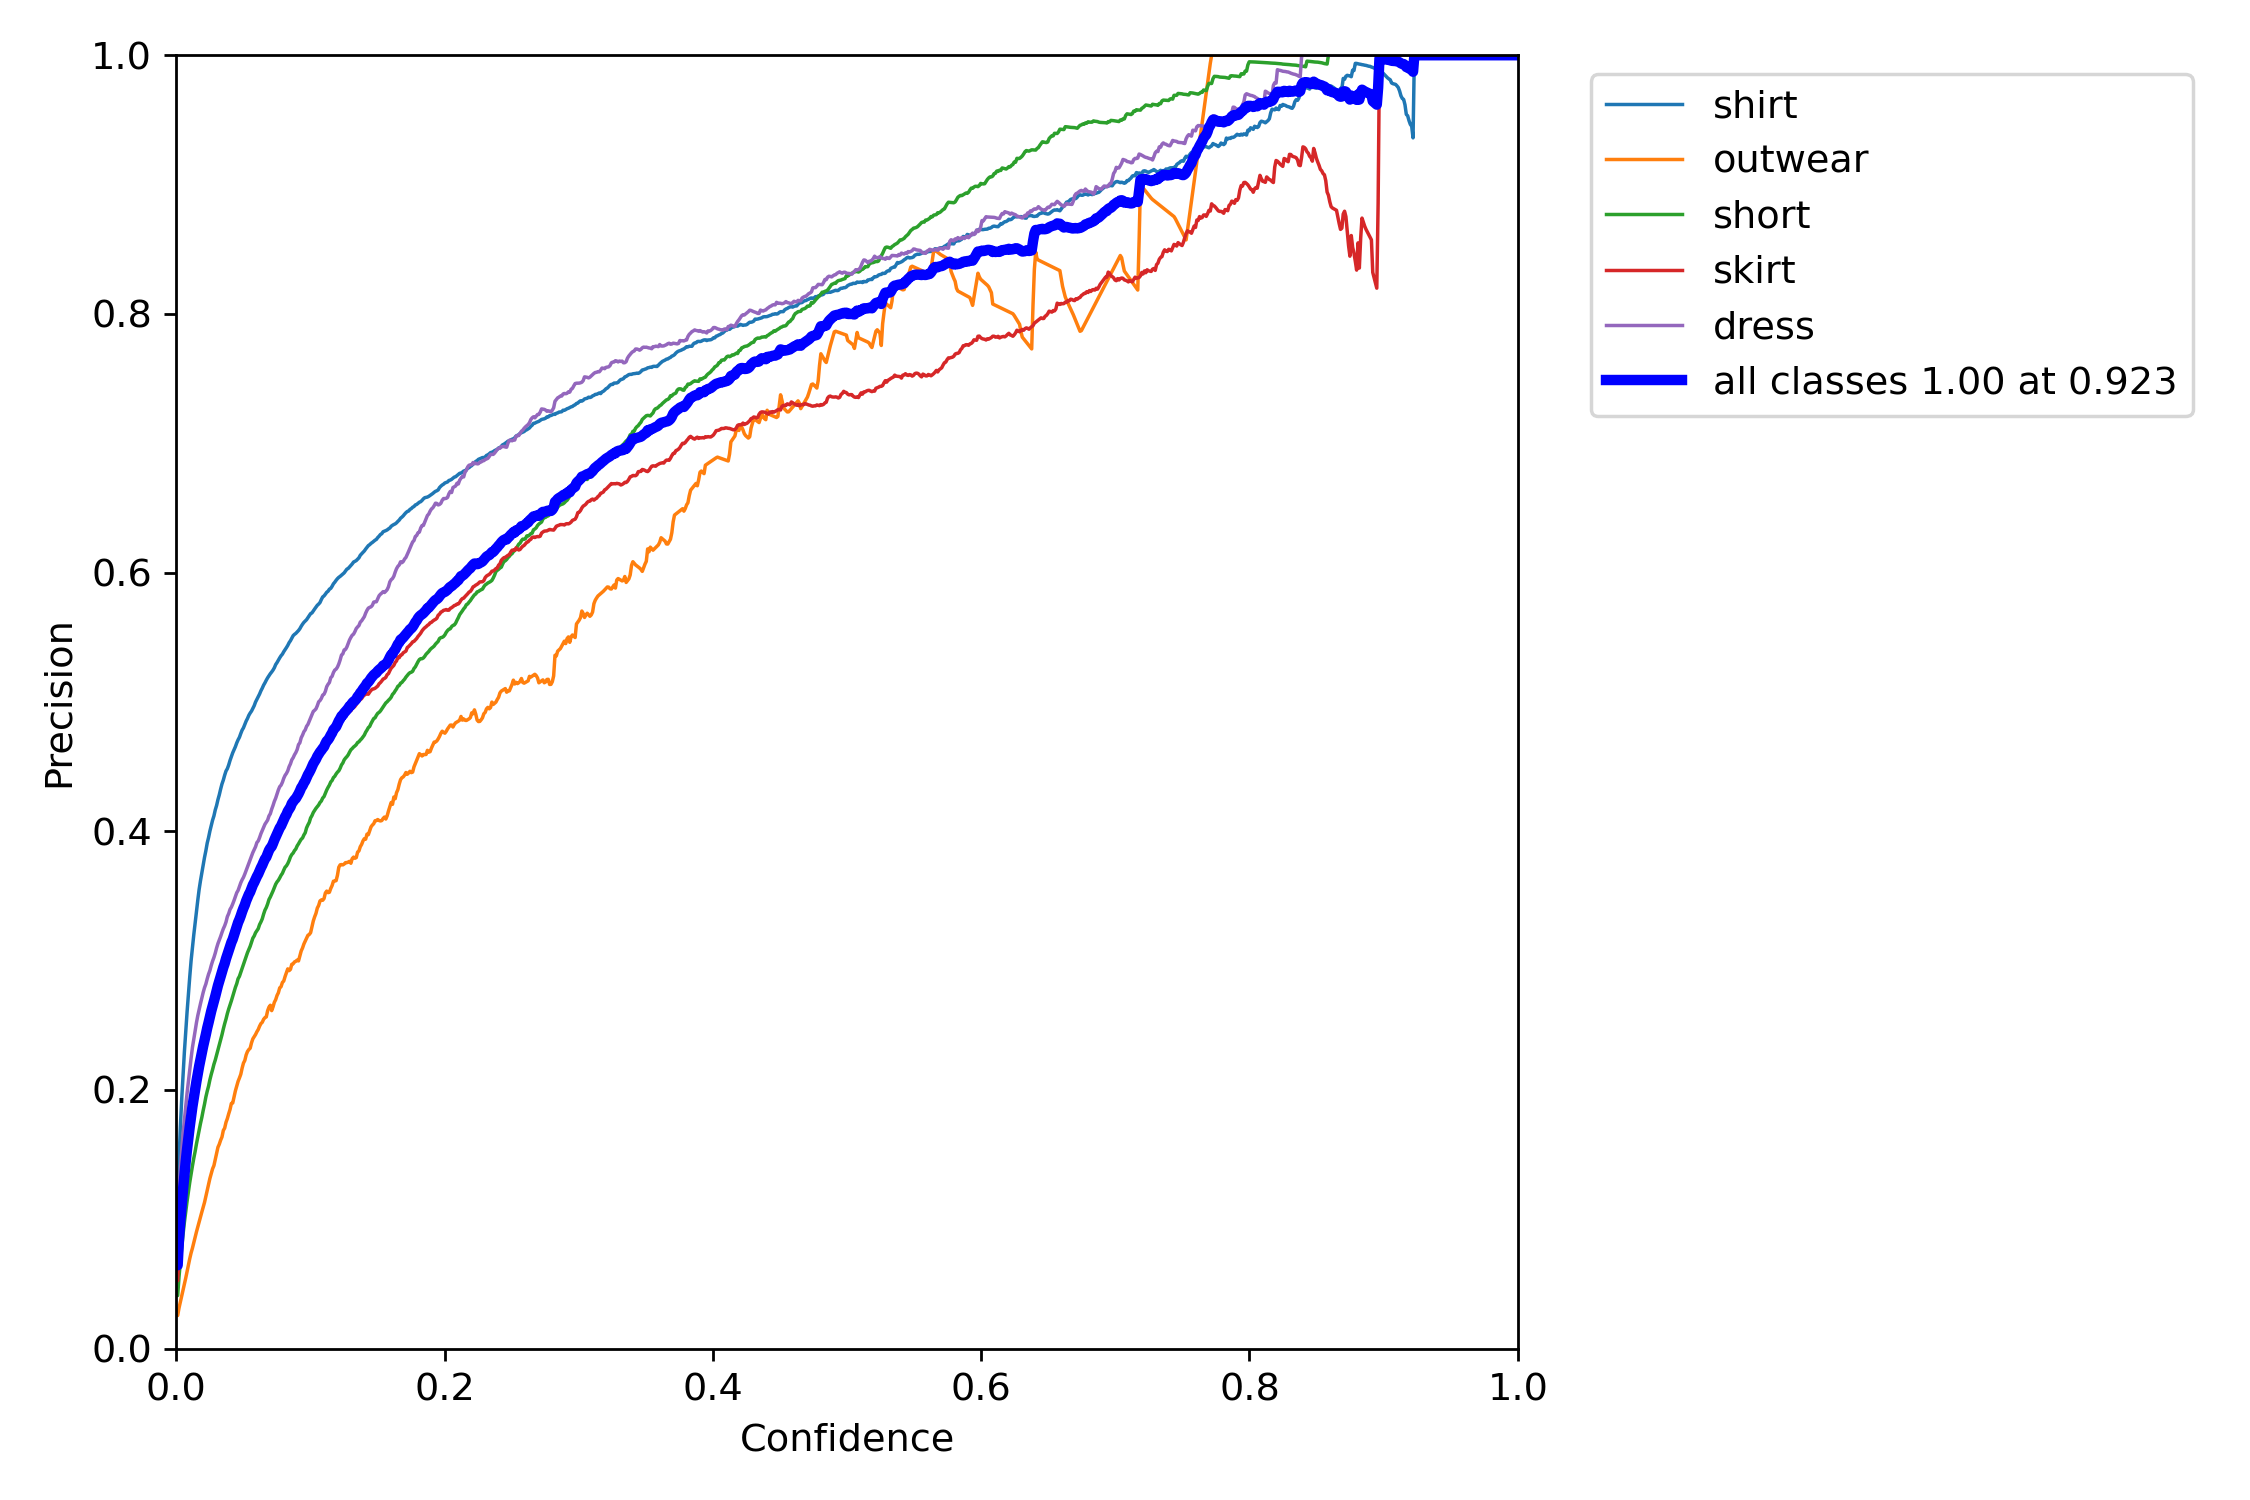 1.0
0.8
0.6
0.4
0.2
0.0
Precision
0.0 0.2 0.4 0.6 0.8 1.0
Confidence
shirt
outwear
short
skirt
dress
all classes 1.00 at 0.923